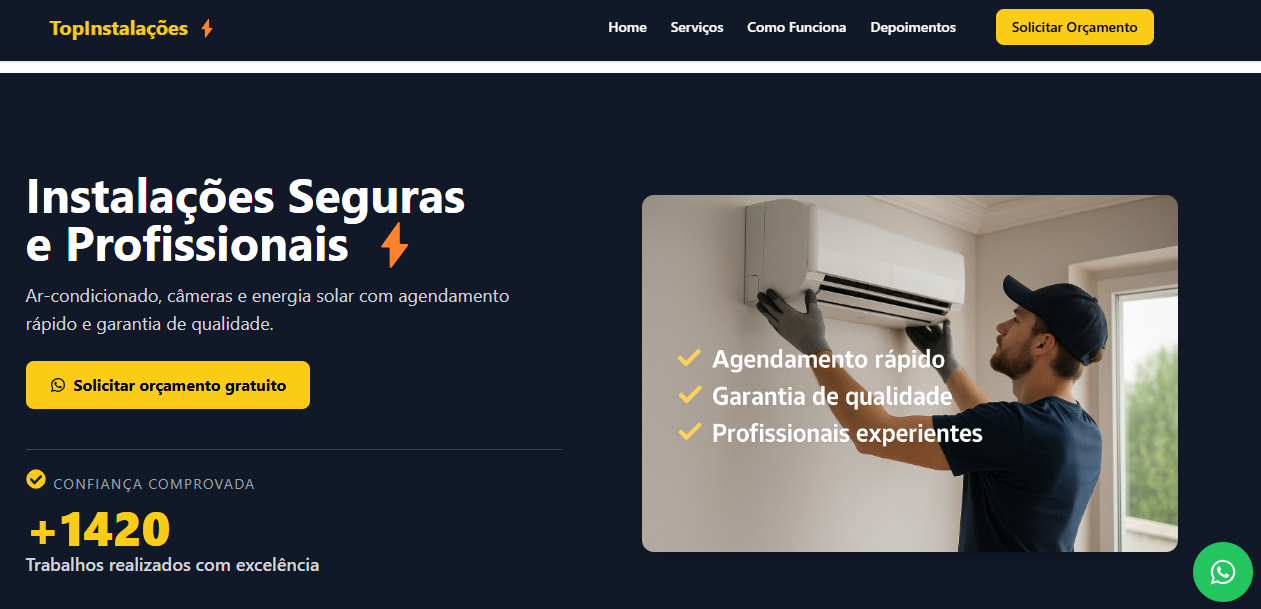 TopInstalações
Home Serviços Como Funciona Depoimentos Solicitar Orçamento
Instalações Seguras
e Profissionais
Ar-condicionado, câmeras e energia solar com agendamento
rápido e garantia de qualidade.
Solicitar orçamento gratuito
CONFIANÇA COMPROVADA
+1420
Trabalhos realizados com excelência
Agendamento rápido
Garantia de qualidade
Profissionais experientes